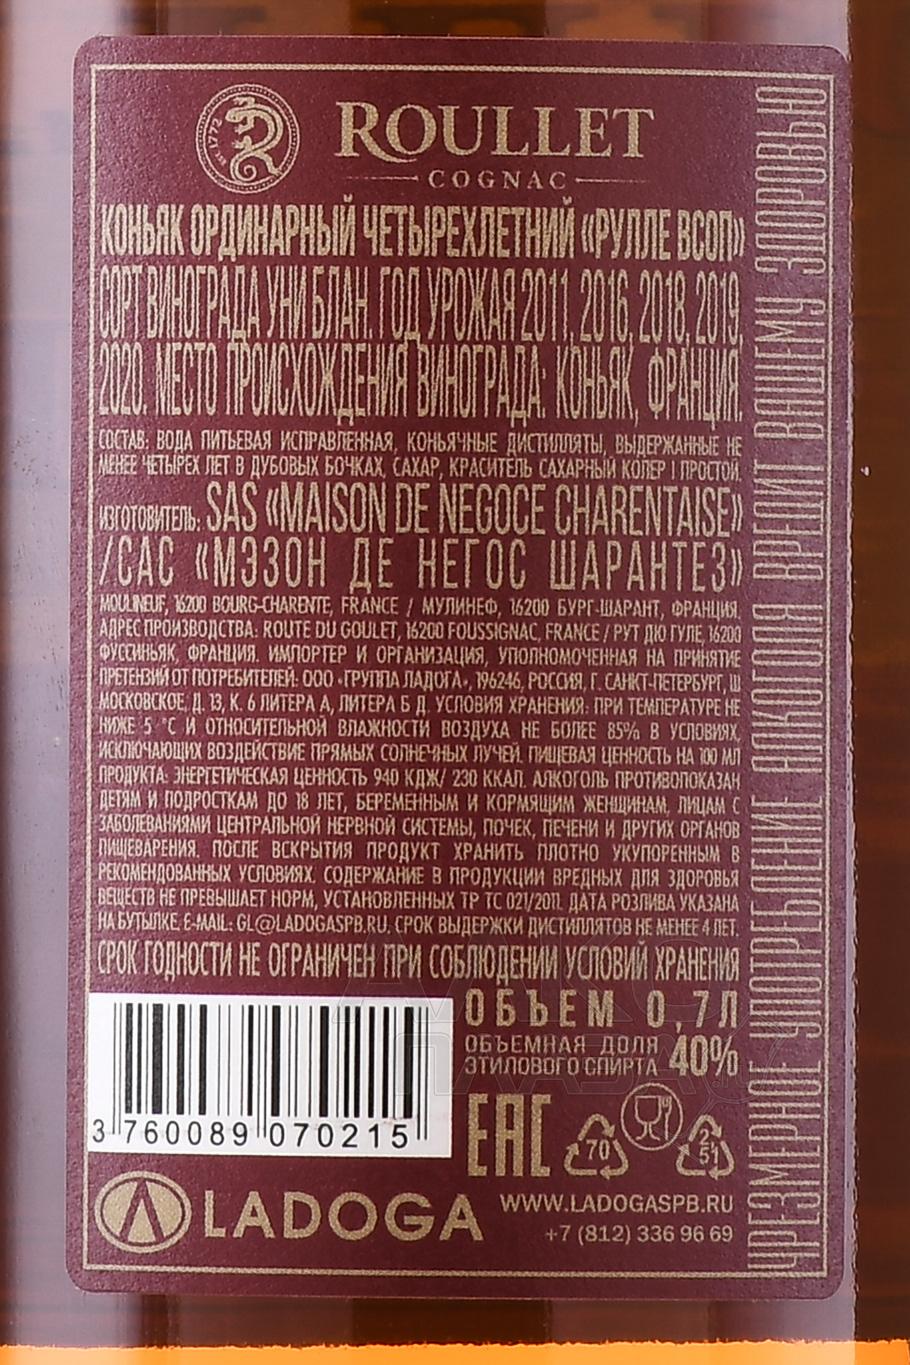 EST. 1772
ROULLET
COGNAC
КОНЬЯК ОРДИНАРНЫЙ ЧЕТЫРЕХЛЕТНИЙ «РУЛЛЕ ВСОП»
СОРТ ВИНОГРАДА УНИ БЛАН. ГОД УРОЖАЯ 2011, 2016, 2018, 2019,
2020. МЕСТО ПРОИСХОЖДЕНИЯ ВИНОГРАДА: КОНЬЯК, ФРАНЦИЯ.
СОСТАВ: ВОДА ПИТЬЕВАЯ ИСПРАВЛЕННАЯ, КОНЬЯЧНЫЕ ДИСТИЛЛЯТЫ, ВЫДЕРЖАННЫЕ НЕ
МЕНЕЕ ЧЕТЫРЕХ ЛЕТ В ДУБОВЫХ БОЧКАХ, САХАР, КРАСИТЕЛЬ САХАРНЫЙ КОЛЕР I ПРОСТОЙ.
ИЗГОТОВИТЕЛЬ: SAS «MAISON DE NEGOCE CHARENTAISE»
/САС «МЭЗОН ДЕ НЕГОС ШАРАНТЕЗ»
MOULINEUF, 16200 BOURG-CHARENTE, FRANCE / МУЛИНЕФ, 16200 БУРГ-ШАРАНТ, ФРАНЦИЯ.
АДРЕС ПРОИЗВОДСТВА: ROUTE DU GOULET, 16200 FOUSSIGNAC, FRANCE / РУТ ДЮ ГУЛЕ, 16200
ФУССИНЬЯК, ФРАНЦИЯ. ИМПОРТЕР И ОРГАНИЗАЦИЯ, УПОЛНОМОЧЕННАЯ НА ПРИНЯТИЕ
ПРЕТЕНЗИЙ ОТ ПОТРЕБИТЕЛЕЙ: ООО «ГРУППА ЛАДОГА», 196246, РОССИЯ, Г. САНКТ-ПЕТЕРБУРГ, Ш
МОСКОВСКОЕ, Д. 13, К. 6 ЛИТЕРА А, ЛИТЕРА Б Д. УСЛОВИЯ ХРАНЕНИЯ: ПРИ ТЕМПЕРАТУРЕ НЕ
НИЖЕ 5 °С И ОТНОСИТЕЛЬНОЙ ВЛАЖНОСТИ ВОЗДУХА НЕ БОЛЕЕ 85% В УСЛОВИЯХ,
ИСКЛЮЧАЮЩИХ ВОЗДЕЙСТВИЕ ПРЯМЫХ СОЛНЕЧНЫХ ЛУЧЕЙ. ПИЩЕВАЯ ЦЕННОСТЬ НА 100 МЛ
ПРОДУКТА: ЭНЕРГЕТИЧЕСКАЯ ЦЕННОСТЬ 940 КДЖ/ 230 ККАЛ. АЛКОГОЛЬ ПРОТИВОПОКАЗАН
ДЕТЯМ И ПОДРОСТКАМ ДО 18 ЛЕТ, БЕРЕМЕННЫМ И КОРМЯЩИМ ЖЕНЩИНАМ, ЛИЦАМ С
ЗАБОЛЕВАНИЯМИ ЦЕНТРАЛЬНОЙ НЕРВНОЙ СИСТЕМЫ, ПОЧЕК, ПЕЧЕНИ И ДРУГИХ ОРГАНОВ
ПИЩЕВАРЕНИЯ. ПОСЛЕ ВСКРЫТИЯ ПРОДУКТ ХРАНИТЬ ПЛОТНО УКУПОРЕННЫМ В
РЕКОМЕНДОВАННЫХ УСЛОВИЯХ. СОДЕРЖАНИЕ В ПРОДУКЦИИ ВРЕДНЫХ ДЛЯ ЗДОРОВЬЯ
ВЕЩЕСТВ НЕ ПРЕВЫШАЕТ НОРМ, УСТАНОВЛЕННЫХ ТР ТС 021/2011. ДАТА РОЗЛИВА УКАЗАНА
НА БУТЫЛКЕ. E-MAIL: GL@LADOGASPB.RU. СРОК ВЫДЕРЖКИ ДИСТИЛЛЯТОВ НЕ МЕНЕЕ 4 ЛЕТ.
СРОК ГОДНОСТИ НЕ ОГРАНИЧЕН ПРИ СОБЛЮДЕНИИ УСЛОВИЙ ХРАНЕНИЯ
ОБЪЕМ 0,7Л
ОБЪЕМНАЯ ДОЛЯ
ЭТИЛОВОГО СПИРТА 40%
3 760089 070215
EAC
70
2 51
LADOGA
WWW.LADOGASPB.RU
+7 (812) 336 96 69
ЧРЕЗМЕРНОЕ УПОТРЕБЛЕНИЕ АЛКОГОЛЯ ВРЕДИТ ВАШЕМУ ЗДОРОВЬЮ
АЛКО
ПЛАЗА